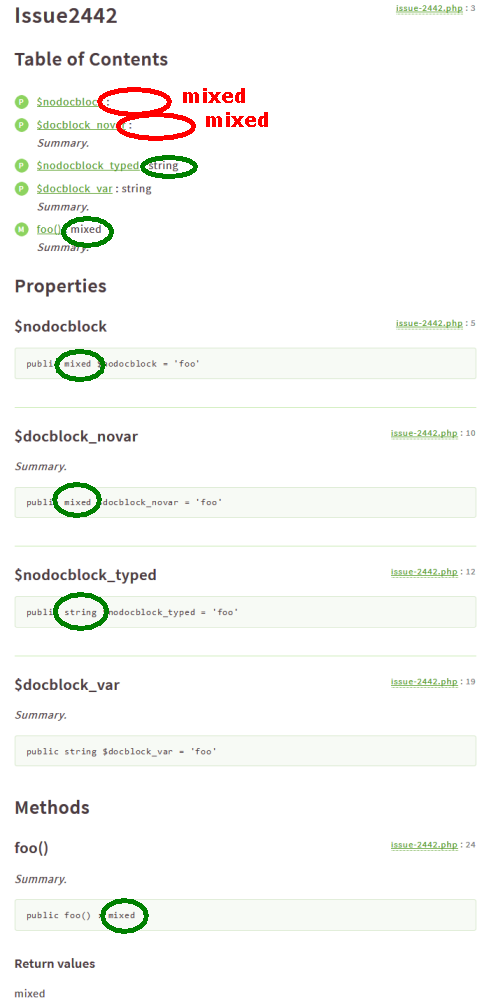 Issue2442
issue-2442.php : 3
Table of Contents
P $nodocblock : mixed
P $docblock_novar : mixed
Summary.
P $nodocblock_typed : string
P $docblock_var : string
Summary.
M foo() : mixed
Summary.
Properties
$nodocblock
issue-2442.php : 5
public mixed $nodocblock = 'foo'
$docblock_novar
issue-2442.php : 10
Summary.
public mixed $docblock_novar = 'foo'
$nodocblock_typed
issue-2442.php : 12
public string $nodocblock_typed = 'foo'
$docblock_var
issue-2442.php : 19
Summary.
public string $docblock_var = 'foo'
Methods
foo()
issue-2442.php : 24
Summary.
public foo() : mixed
Return values
mixed